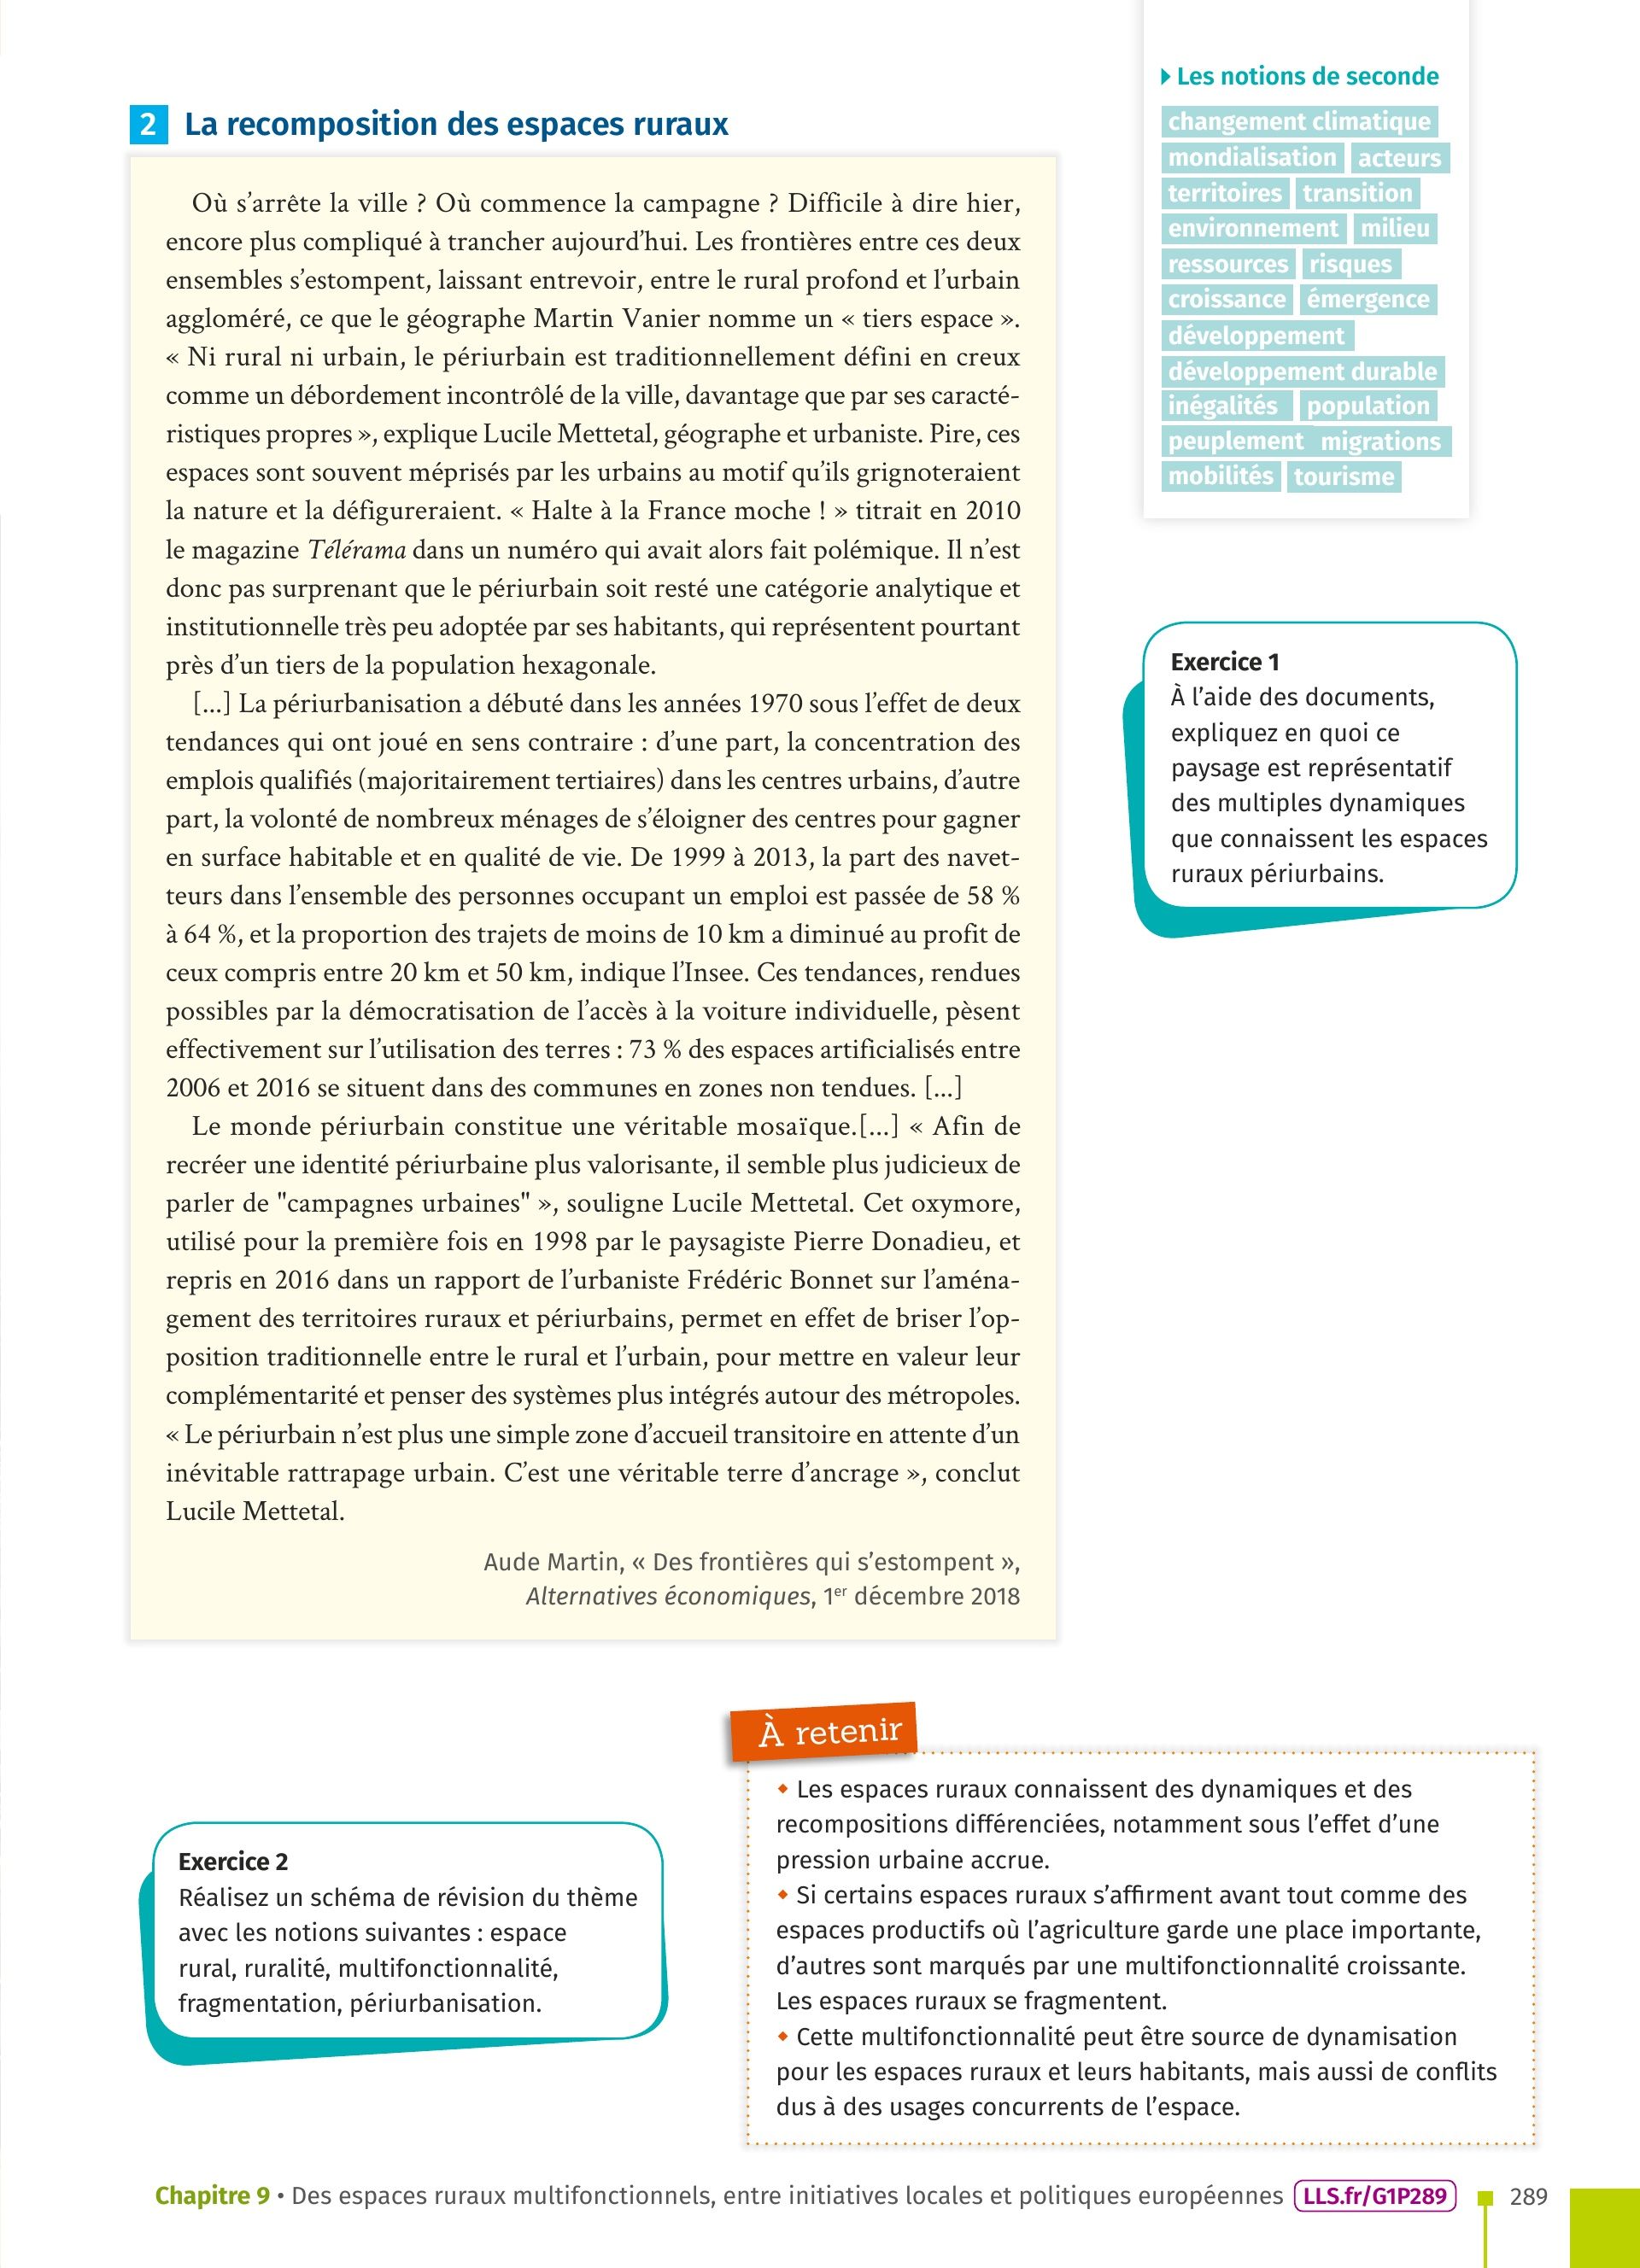 2 La recomposition des espaces ruraux
Où s’arrête la ville ? Où commence la campagne ? Difficile à dire hier,
encore plus compliqué à trancher aujourd’hui. Les frontières entre ces deux
ensembles s’estompent, laissant entrevoir, entre le rural profond et l’urbain
aggloméré, ce que le géographe Martin Vanier nomme un « tiers espace ».
« Ni rural ni urbain, le périurbain est traditionnellement défini en creux
comme un débordement incontrôlé de la ville, davantage que par ses caracté-
ristiques propres », explique Lucile Mettetal, géographe et urbaniste. Pire, ces
espaces sont souvent méprisés par les urbains au motif qu’ils grignoteraient
la nature et la défigureraient. « Halte à la France moche ! » titrait en 2010
le magazine Télérama dans un numéro qui avait alors fait polémique. Il n’est
donc pas surprenant que le périurbain soit resté une catégorie analytique et
institutionnelle très peu adoptée par ses habitants, qui représentent pourtant
près d’un tiers de la population hexagonale.
[...] La périurbanisation a débuté dans les années 1970 sous l’effet de deux
tendances qui ont joué en sens contraire : d’une part, la concentration des
emplois qualifiés (majoritairement tertiaires) dans les centres urbains, d’autre
part, la volonté de nombreux ménages de s’éloigner des centres pour gagner
en surface habitable et en qualité de vie. De 1999 à 2013, la part des navet-
teurs dans l’ensemble des personnes occupant un emploi est passée de 58 %
à 64 %, et la proportion des trajets de moins de 10 km a diminué au profit de
ceux compris entre 20 km et 50 km, indique l’Insee. Ces tendances, rendues
possibles par la démocratisation de l’accès à la voiture individuelle, pèsent
effectivement sur l’utilisation des terres : 73 % des espaces artificialisés entre
2006 et 2016 se situent dans des communes en zones non tendues. [...]
Le monde périurbain constitue une véritable mosaïque.[...] « Afin de
recréer une identité périurbaine plus valorisante, il semble plus judicieux de
parler de "campagnes urbaines" », souligne Lucile Mettetal. Cet oxymore,
utilisé pour la première fois en 1998 par le paysagiste Pierre Donadieu, et
repris en 2016 dans un rapport de l’urbaniste Frédéric Bonnet sur l’aména-
gement des territoires ruraux et périurbains, permet en effet de briser l’op-
position traditionnelle entre le rural et l’urbain, pour mettre en valeur leur
complémentarité et penser des systèmes plus intégrés autour des métropoles.
« Le périurbain n’est plus une simple zone d’accueil transitoire en attente d’un
inévitable rattrapage urbain. C’est une véritable terre d’ancrage », conclut
Lucile Mettetal.
Aude Martin, « Des frontières qui s’estompent »,
Alternatives économiques, 1er décembre 2018
Les notions de seconde
changement climatique
mondialisation acteurs
territoires transition
environnement milieu
ressources risques
croissance émergence
développement
développement durable
inégalités population
peuplement migrations
mobilités tourisme
Exercice 1
À l’aide des documents,
expliquez en quoi ce
paysage est représentatif
des multiples dynamiques
que connaissent les espaces
ruraux périurbains.
Exercice 2
Réalisez un schéma de révision du thème
avec les notions suivantes : espace
rural, ruralité, multifonctionnalité,
fragmentation, périurbanisation.
À retenir
◆ Les espaces ruraux connaissent des dynamiques et des
recompositions différenciées, notamment sous l’effet d’une
pression urbaine accrue.
◆ Si certains espaces ruraux s’affirment avant tout comme des
espaces productifs où l’agriculture garde une place importante,
d’autres sont marqués par une multifonctionnalité croissante.
Les espaces ruraux se fragmentent.
◆ Cette multifonctionnalité peut être source de dynamisation
pour les espaces ruraux et leurs habitants, mais aussi de conflits
dus à des usages concurrents de l’espace.
Chapitre 9 • Des espaces ruraux multifonctionnels, entre initiatives locales et politiques européennes LLS.fr/G1P289 289